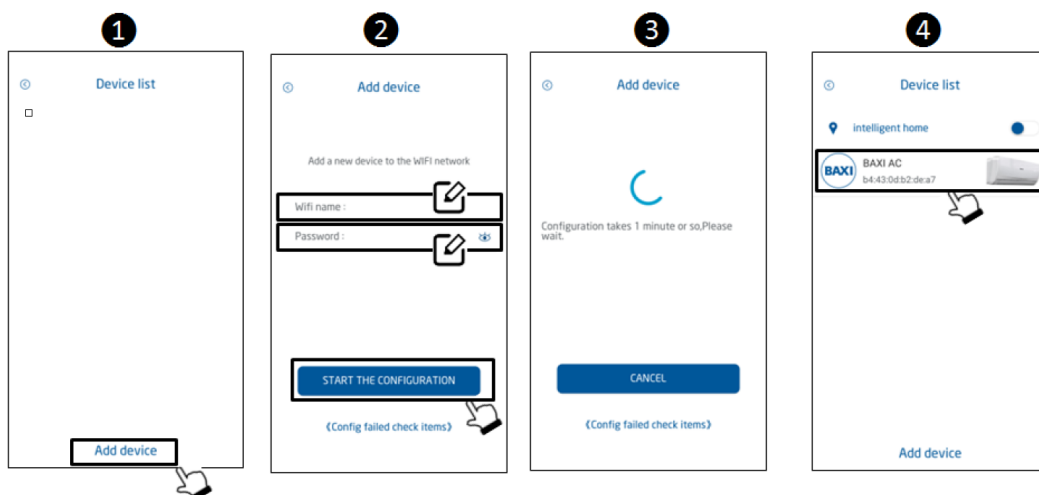 1
Device list
Add device
2
Add device
Add a new device to the WIFI network
Wifi name :
Password :
START THE CONFIGURATION
《Config failed check items》
3
Add device
Configuration takes 1 minute or so,Please
wait.
CANCEL
《Config failed check items》
4
Device list
intelligent home
BAXI
BAXI AC
b4:43:0d:b2:de:a7
Add device